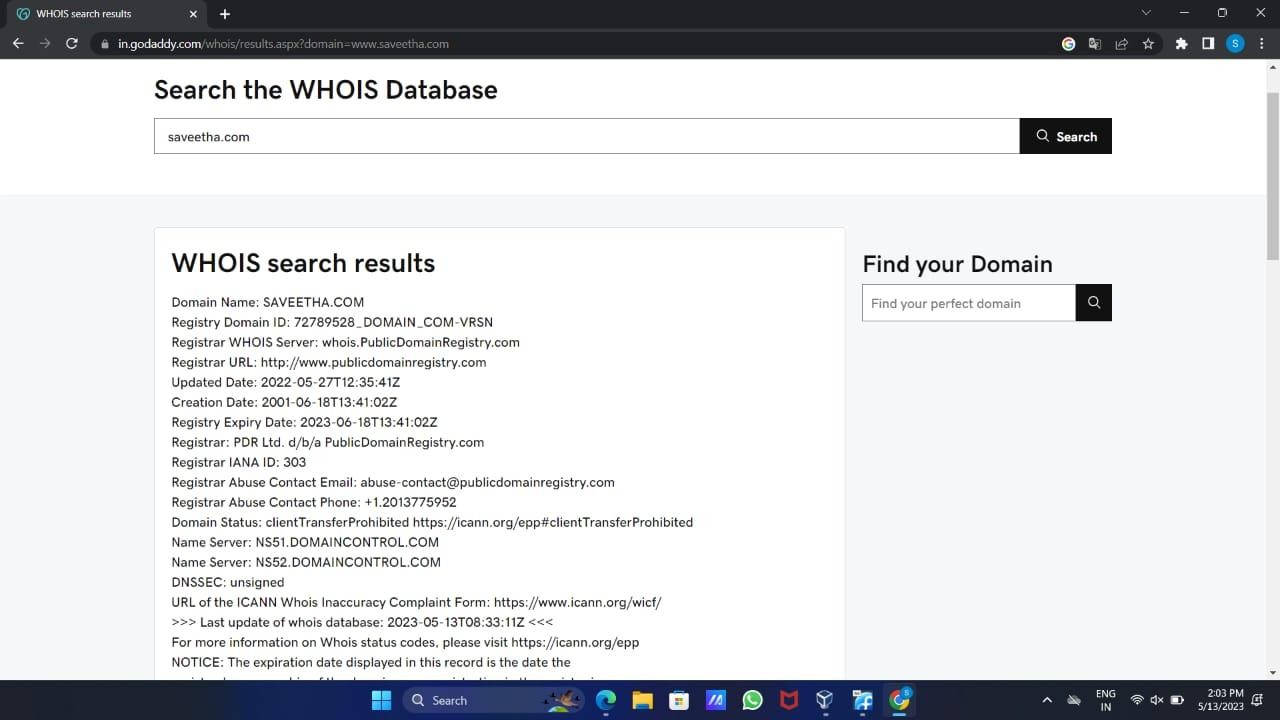 WHOIS search results
in.godaddy.com/whois/results.aspx?domain=www.saveetha.com
S
Search the WHOIS Database
saveetha.com
Search
WHOIS search results
Domain Name: SAVEETHA.COM
Registry Domain ID: 72789528_DOMAIN_COM-VRSN
Registrar WHOIS Server: whois.PublicDomainRegistry.com
Registrar URL: http://www.publicdomainregistry.com
Updated Date: 2022-05-27T12:35:41Z
Creation Date: 2001-06-18T13:41:02Z
Registry Expiry Date: 2023-06-18T13:41:02Z
Registrar: PDR Ltd. d/b/a PublicDomainRegistry.com
Registrar IANA ID: 303
Registrar Abuse Contact Email: abuse-contact@publicdomainregistry.com
Registrar Abuse Contact Phone: +1.2013775952
Domain Status: clientTransferProhibited https://icann.org/epp#clientTransferProhibited
Name Server: NS51.DOMAINCONTROL.COM
Name Server: NS52.DOMAINCONTROL.COM
DNSSEC: unsigned
URL of the ICANN Whois Inaccuracy Complaint Form: https://www.icann.org/wicf/
>>> Last update of whois database: 2023-05-13T08:33:11Z <<<
For more information on Whois status codes, please visit https://icann.org/epp
NOTICE: The expiration date displayed in this record is the date the
Find your Domain
Find your perfect domain
Search
ENG
IN
2:03 PM
5/13/2023